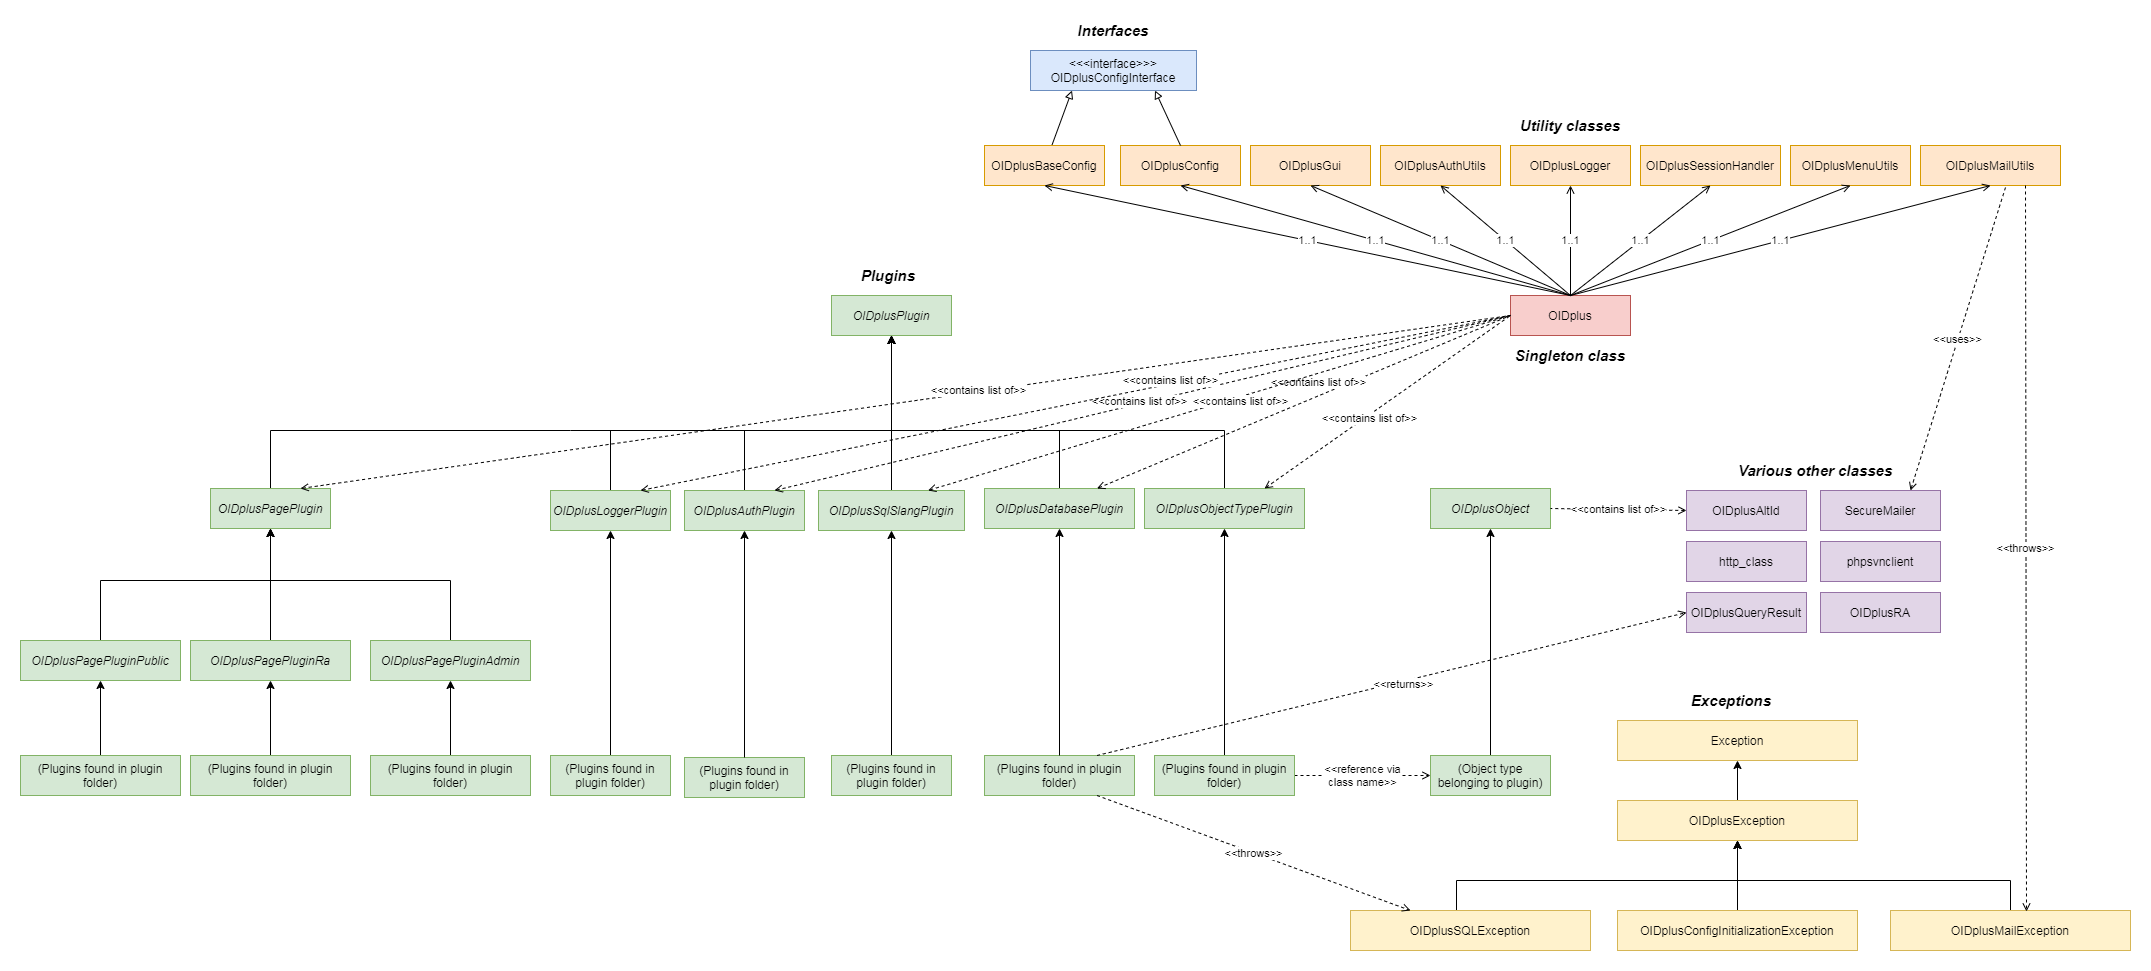 Interfaces
<<<interface>>>
OIDplusConfigInterface
Utility classes
OIDplusBaseConfig
OIDplusConfig
OIDplusGui
OIDplusAuthUtils
OIDplusLogger
OIDplusSessionHandler
OIDplusMenuUtils
OIDplusMailUtils
1..1
1..1
1..1
1..1
1..1
1..1
1..1
1..1
Plugins
OIDplusPlugin
OIDplus
Singleton class
<<uses>>
<<contains list of>>
<<contains list of>>
<<contains list of>>
<<contains list of>>
<<contains list of>>
<<contains list of>>
Various other classes
OIDplusPagePlugin
OIDplusLoggerPlugin
OIDplusAuthPlugin
OIDplusSqlSlangPlugin
OIDplusDatabasePlugin
OIDplusObjectTypePlugin
OIDplusObject
<<contains list of>>
OIDplusAltId
SecureMailer
<<throws>>
http_class
phpsvnclient
OIDplusQueryResult
OIDplusRA
OIDplusPagePluginPublic
OIDplusPagePluginRa
OIDplusPagePluginAdmin
<<returns>>
Exceptions
Exception
(Plugins found in plugin
folder)
(Plugins found in plugin
folder)
(Plugins found in plugin
folder)
(Plugins found in
plugin folder)
(Plugins found in
plugin folder)
(Plugins found in
plugin folder)
(Plugins found in plugin
folder)
(Plugins found in plugin
folder)
<<reference via
class name>>
(Object type
belonging to plugin)
OIDplusException
<<throws>>
OIDplusSQLException
OIDplusConfigInitializationException
OIDplusMailException